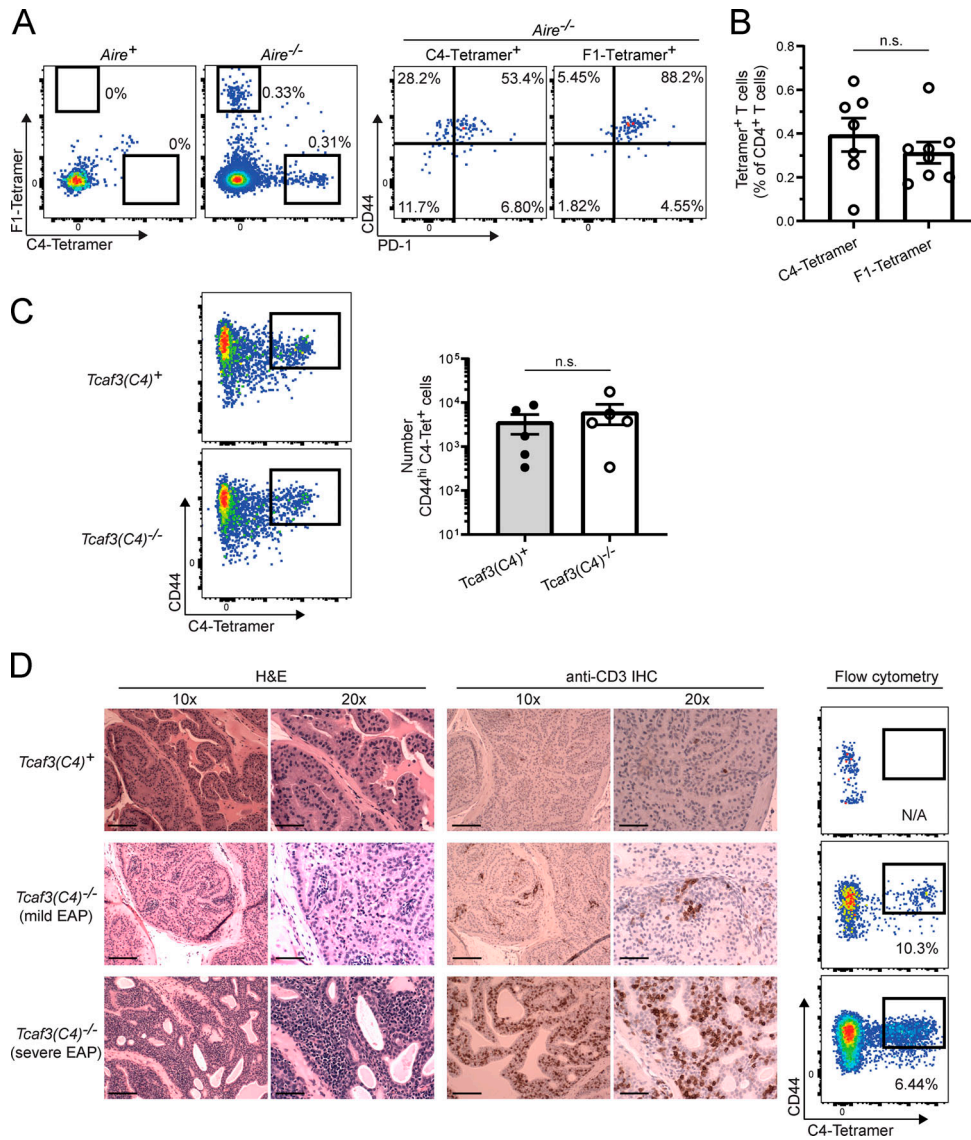 A
Aire+
Aire-/-
0%
0%
0.33%
0.31%
F1-Tetramer
0
0
0
C4-Tetramer
Aire-/-
C4-Tetramer+
F1-Tetramer+
28.2%
53.4%
5.45%
88.2%
11.7%
6.80%
1.82%
4.55%
CD44
0
0
0
PD-1
B
n.s.
Tetramer+ T cells
(% of CD4+ T cells)
0.8
0.6
0.4
0.2
0.0
C4-Tetramer
F1-Tetramer
C
Tcaf3(C4)+
Tcaf3(C4)-/-
CD44
0
0
C4-Tetramer
n.s.
Number
CD44hi C4-Tet+ cells
10⁵
10⁴
10³
10²
10¹
Tcaf3(C4)+
Tcaf3(C4)-/-
D
H&E
anti-CD3 IHC
Flow cytometry
10x
20x
10x
20x
Tcaf3(C4)+
N/A
Tcaf3(C4)-/-
(mild EAP)
10.3%
Tcaf3(C4)-/-
(severe EAP)
6.44%
CD44
0
0
C4-Tetramer